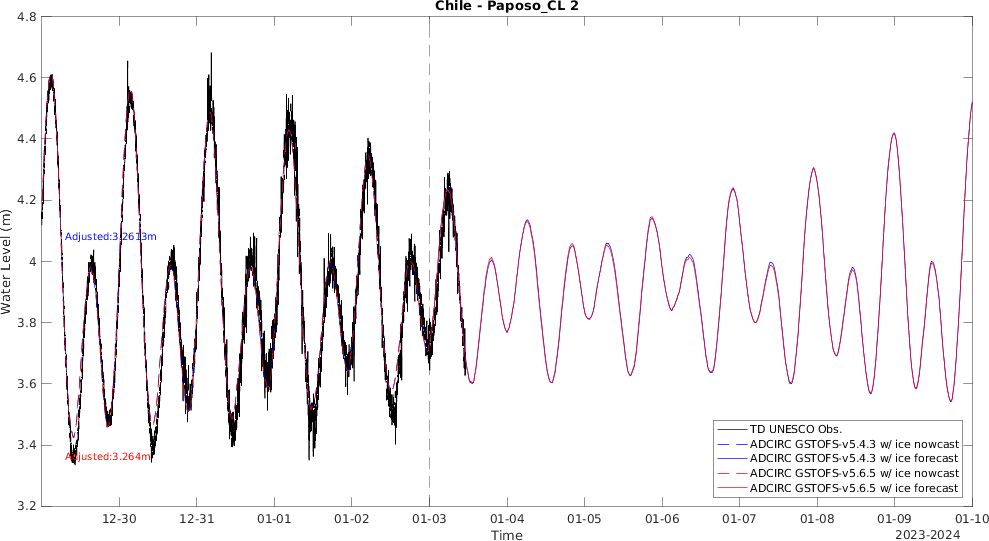 Chile - Paposo_CL 2
4.8
4.6
4.4
4.2
4
3.8
3.6
3.4
3.2
Water Level (m)
Adjusted:3.2613m
Adjusted:3.264m
TD UNESCO Obs.
ADCIRC GSTOFS-v5.4.3 w/ ice nowcast
ADCIRC GSTOFS-v5.4.3 w/ ice forecast
ADCIRC GSTOFS-v5.6.5 w/ ice nowcast
ADCIRC GSTOFS-v5.6.5 w/ ice forecast
12-30 12-31 01-01 01-02 01-03 01-04 01-05 01-06 01-07 01-08 01-09 01-10
Time
2023-2024